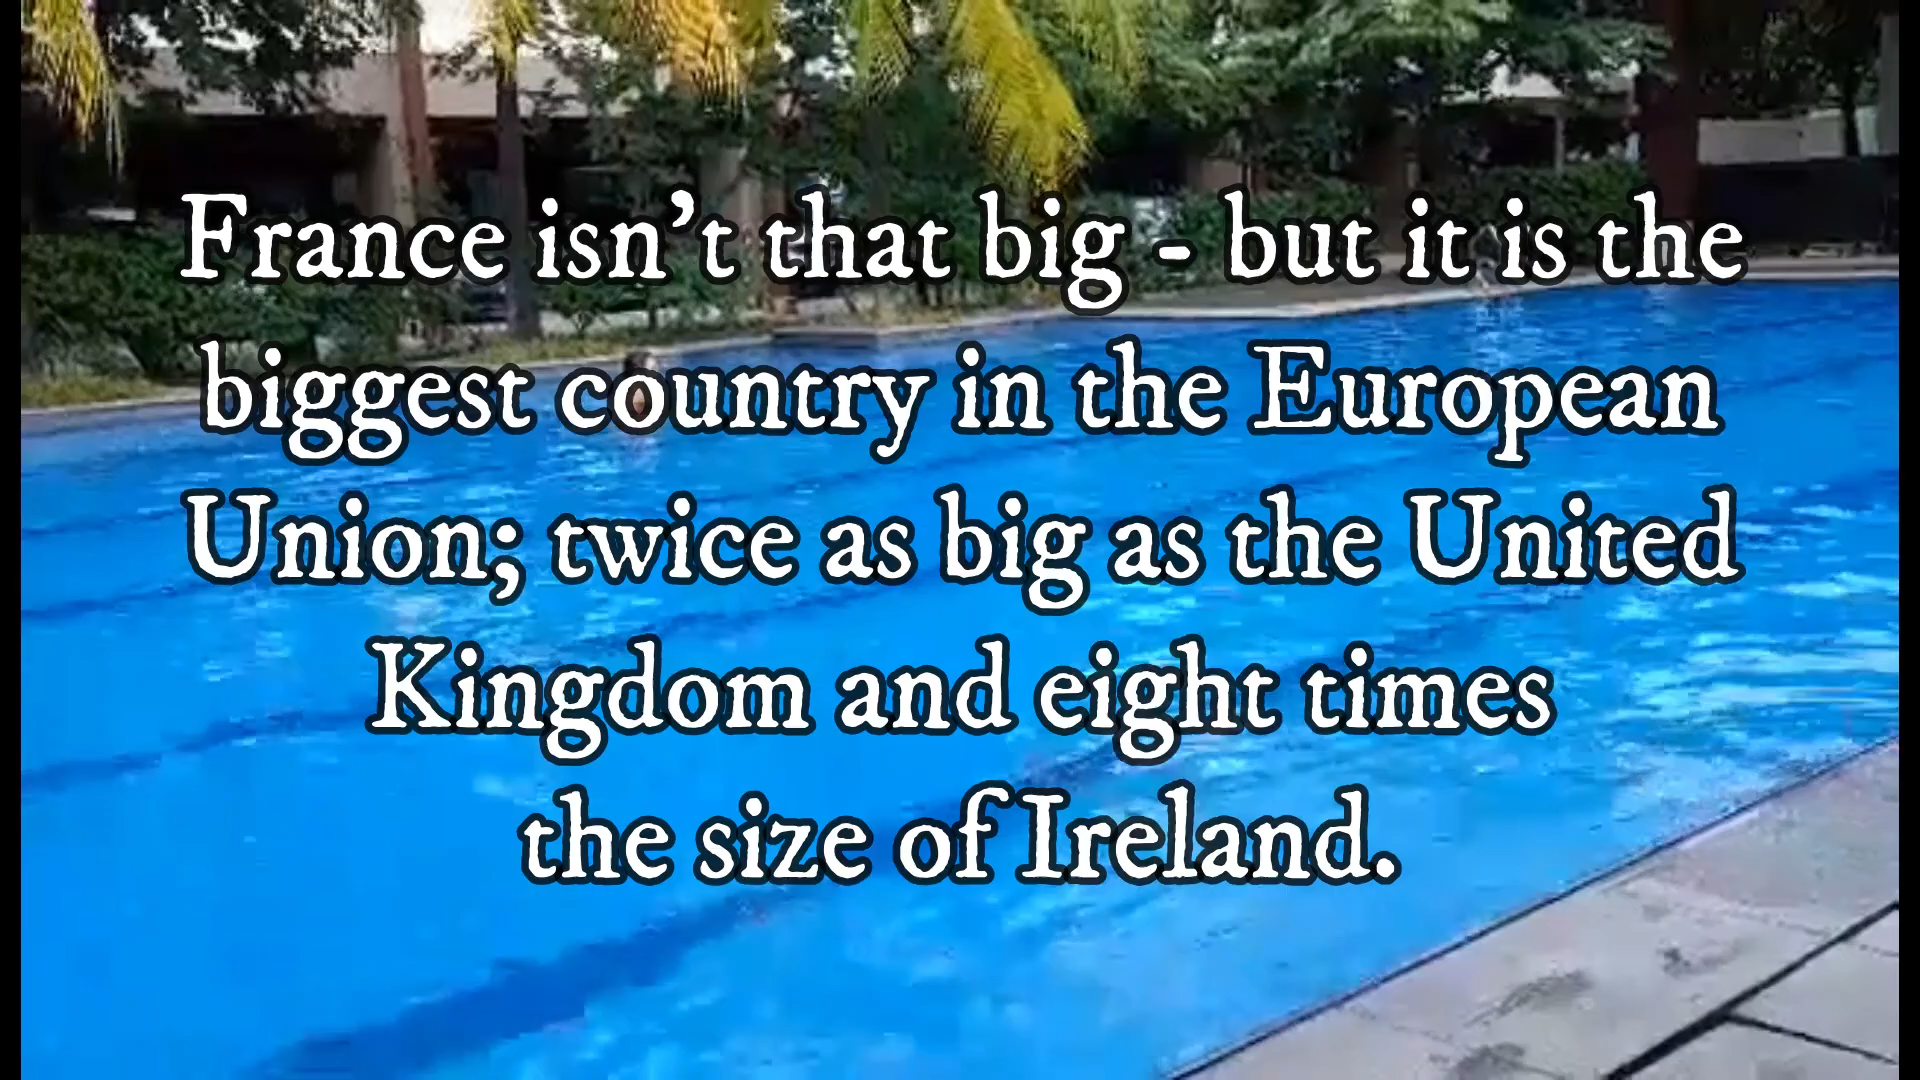 France isn't that big - but it is the
biggest country in the European
Union; twice as big as the United
Kingdom and eight times
the size of Ireland.